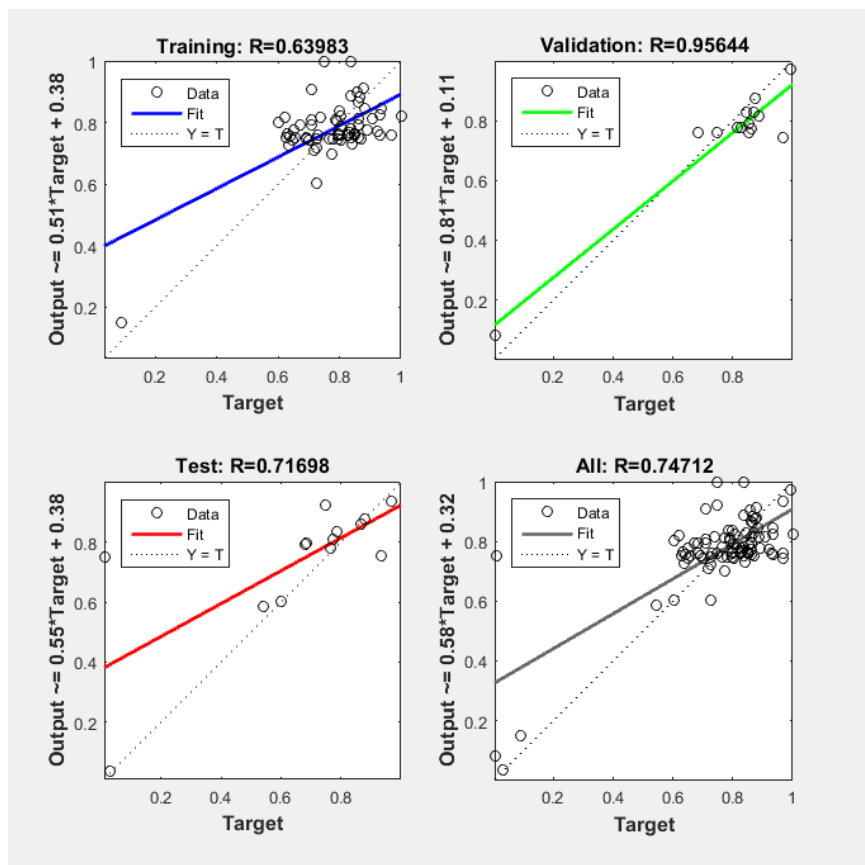 Training: R=0.63983
Output ~= 0.51*Target + 0.38
1
0.8
0.6
0.4
0.2
Data
Fit
Y = T
0.2 0.4 0.6 0.8 1
Target
Validation: R=0.95644
Output ~= 0.81*Target + 0.11
0.8
0.6
0.4
0.2
Data
Fit
Y = T
0.2 0.4 0.6 0.8
Target
Test: R=0.71698
Output ~= 0.55*Target + 0.38
0.8
0.6
0.4
0.2
Data
Fit
Y = T
0.2 0.4 0.6 0.8
Target
All: R=0.74712
Output ~= 0.58*Target + 0.32
1
0.8
0.6
0.4
0.2
Data
Fit
Y = T
0.2 0.4 0.6 0.8 1
Target